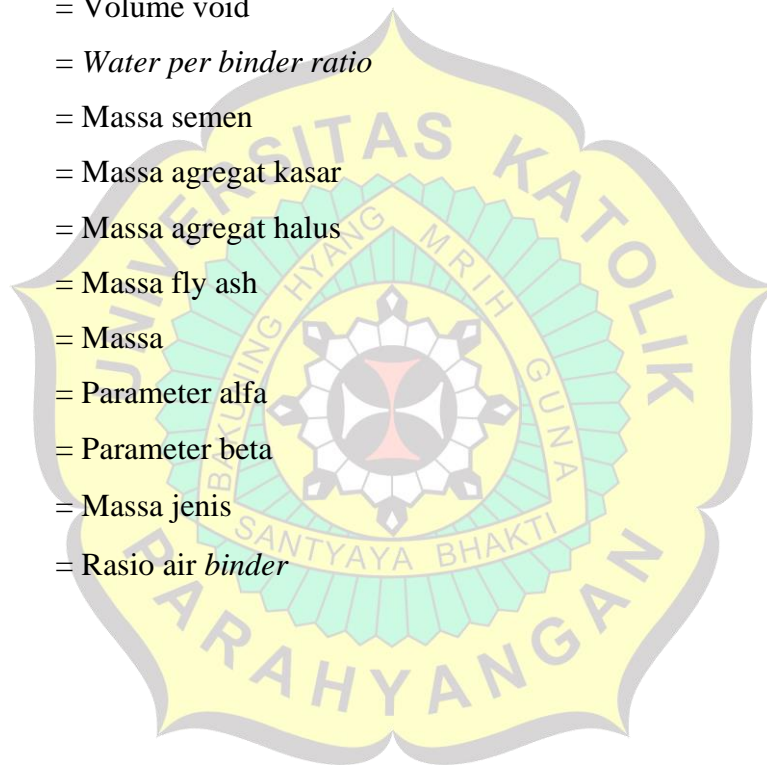 = Volume void
= Water per binder ratio
= Massa semen
= Massa agregat kasar
= Massa agregat halus
= Massa fly ash
= Massa
= Parameter alfa
= Parameter beta
= Massa jenis
= Rasio air binder
UNIVERSITAS KATOLIK
PARAHYANGAN
BAKUNING HYANG MRIH GUNA
SANTYAYA BHAKTI